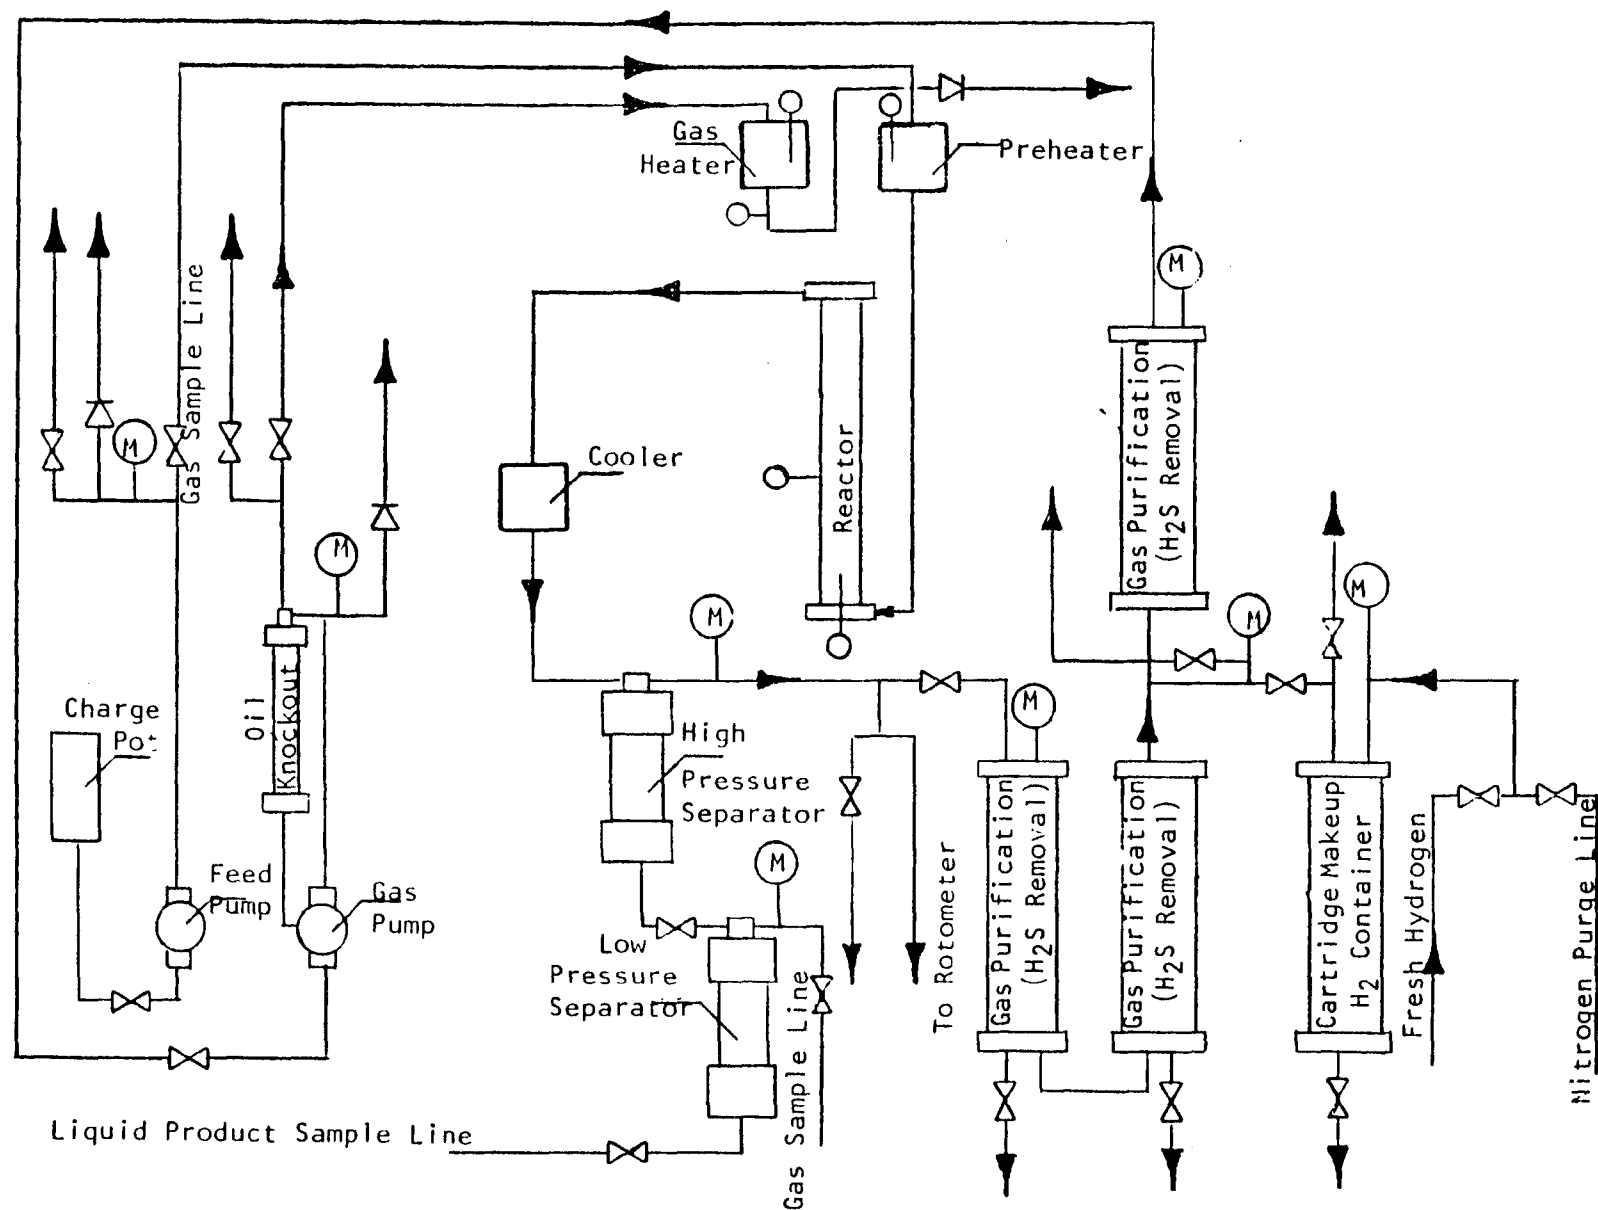 Gas
Heater
Preheater
M
Gas Sample Line
M
Gas Purification
(H2S Removal)
M
Cooler
Reactor
M
M
M
M
Charge
Pot
Oil
Knockout
High
Pressure
Separator
M
Gas Purification
(H2S Removal)
Gas Purification
(H2S Removal)
Cartridge Makeup
H2 Container
Fresh Hydrogen
Nitrogen Purge Line
M
Feed
Pump
Gas
Pump
Low
Pressure
Separator
To Rotometer
Gas Sample Line
Liquid Product Sample Line